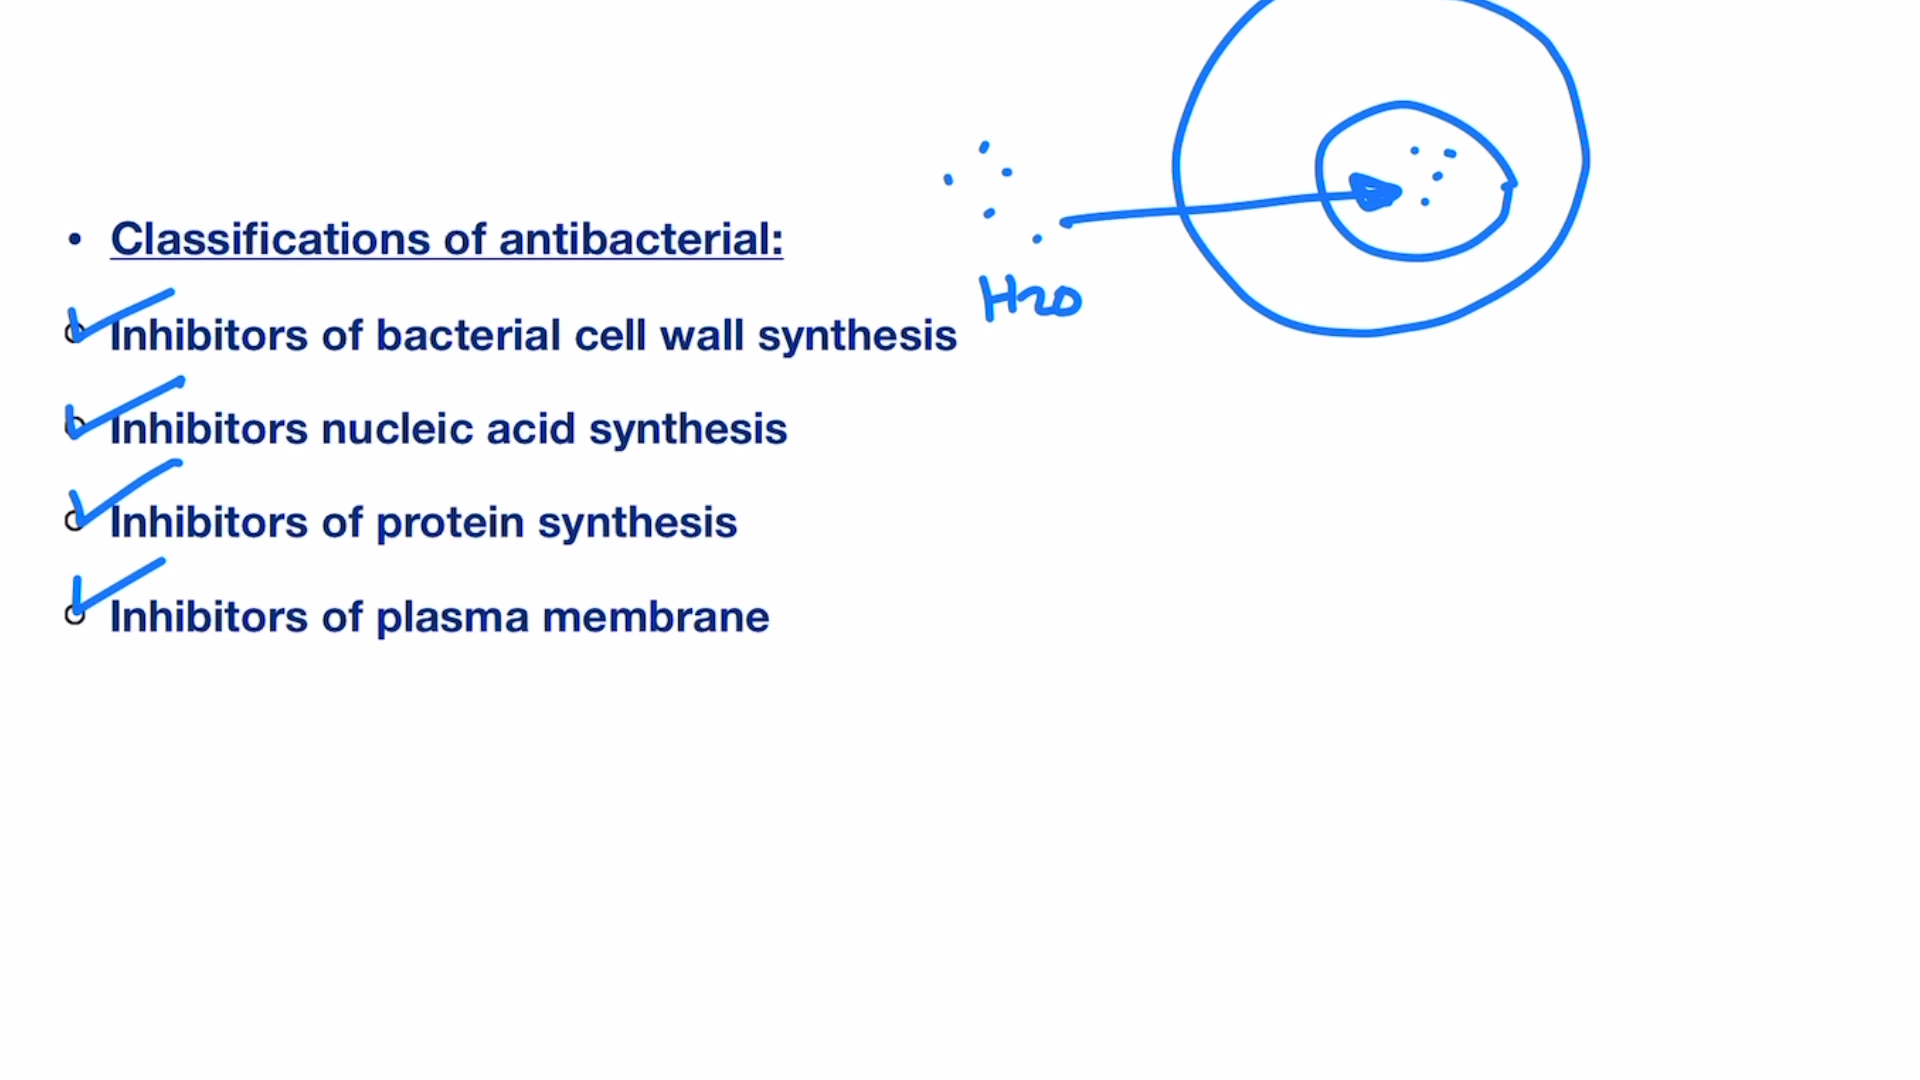 • Classifications of antibacterial:
H2O
Inhibitors of bacterial cell wall synthesis
Inhibitors nucleic acid synthesis
Inhibitors of protein synthesis
Inhibitors of plasma membrane